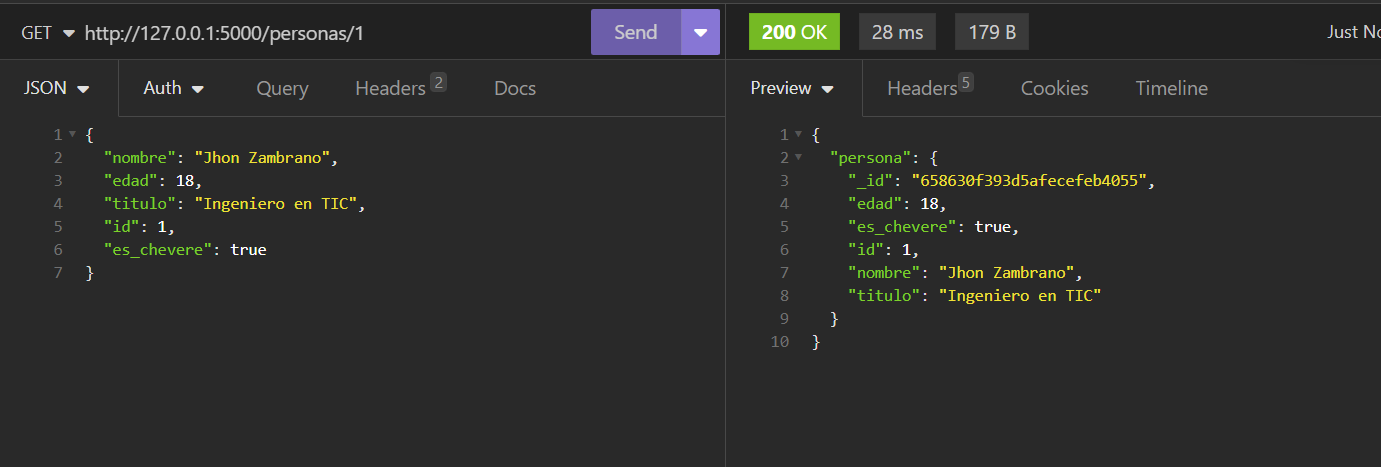 GET http://127.0.0.1:5000/personas/1 Send
200 OK 28 ms 179 B Just No
JSON Auth Query Headers 2 Docs
Preview Headers 5 Cookies Timeline
1 {
2 "nombre": "Jhon Zambrano",
3 "edad": 18,
4 "titulo": "Ingeniero en TIC",
5 "id": 1,
6 "es_chevere": true
7 }
1 {
2 "persona": {
3 "_id": "658630f393d5afecefeb4055",
4 "edad": 18,
5 "es_chevere": true,
6 "id": 1,
7 "nombre": "Jhon Zambrano",
8 "titulo": "Ingeniero en TIC"
9 }
10 }